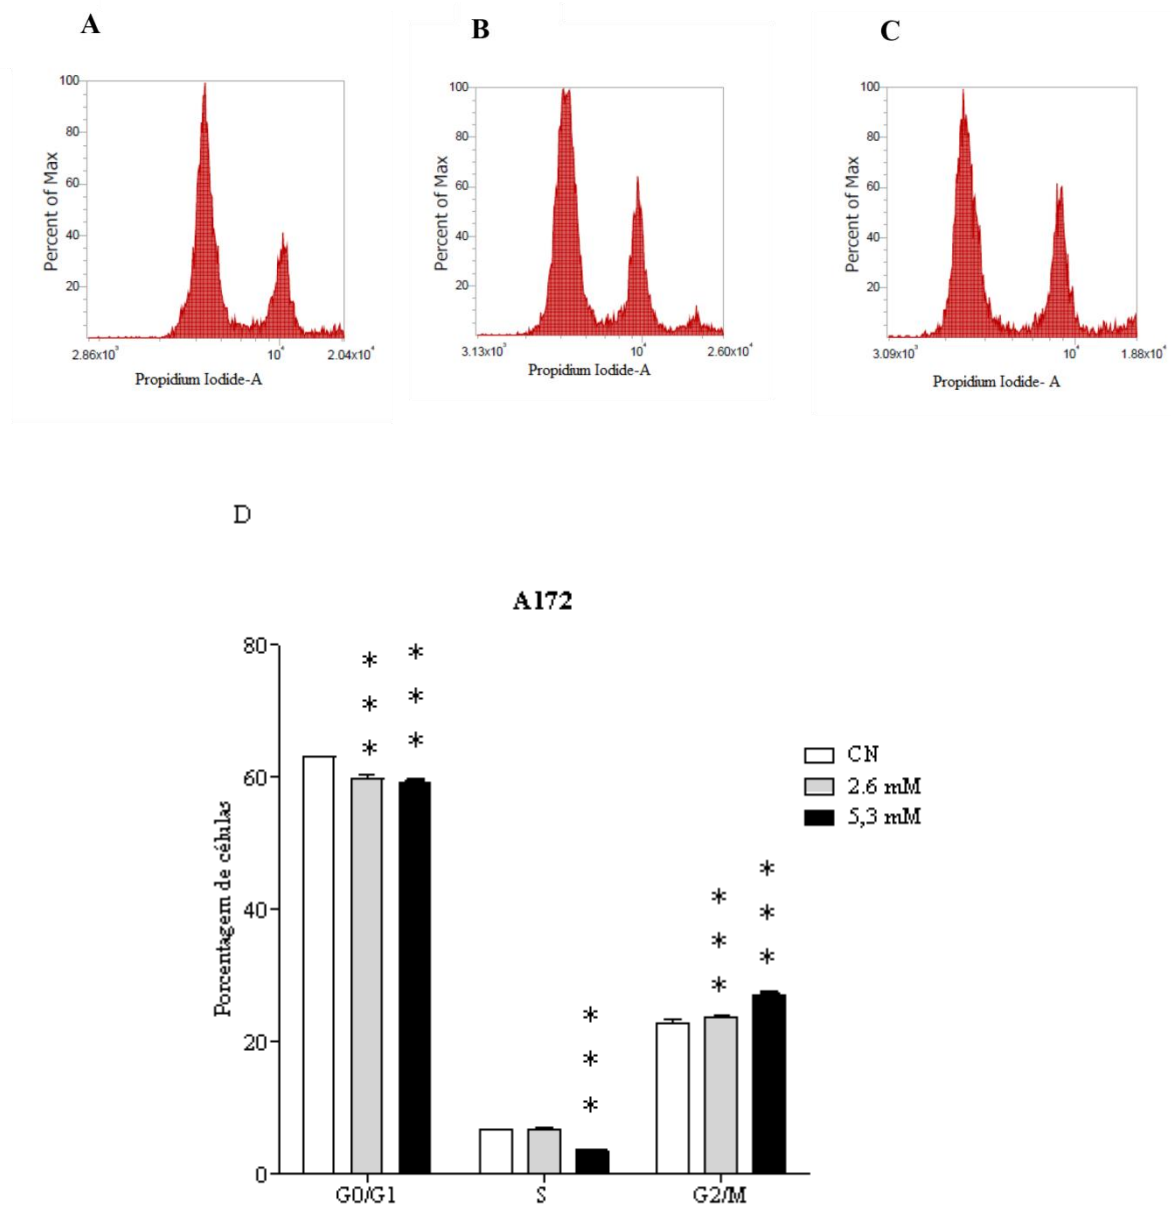 A
B
C
100
80
60
40
20
Percent of Max
2.86x10³
10⁴
2.04x10⁴
Propidium Iodide-A
100
80
60
40
20
Percent of Max
3.13x10³
10⁴
2.60x10⁴
Propidium Iodide-A
100
80
60
40
20
Percent of Max
3.09x10³
10⁴
1.88x10⁴
Propidium Iodide- A
D
A172
80
60
40
20
0
Porcentagem de células
* * *
* * *
* * *
* * *
* * *
G0/G1
S
G2/M
CN
2.6 mM
5,3 mM